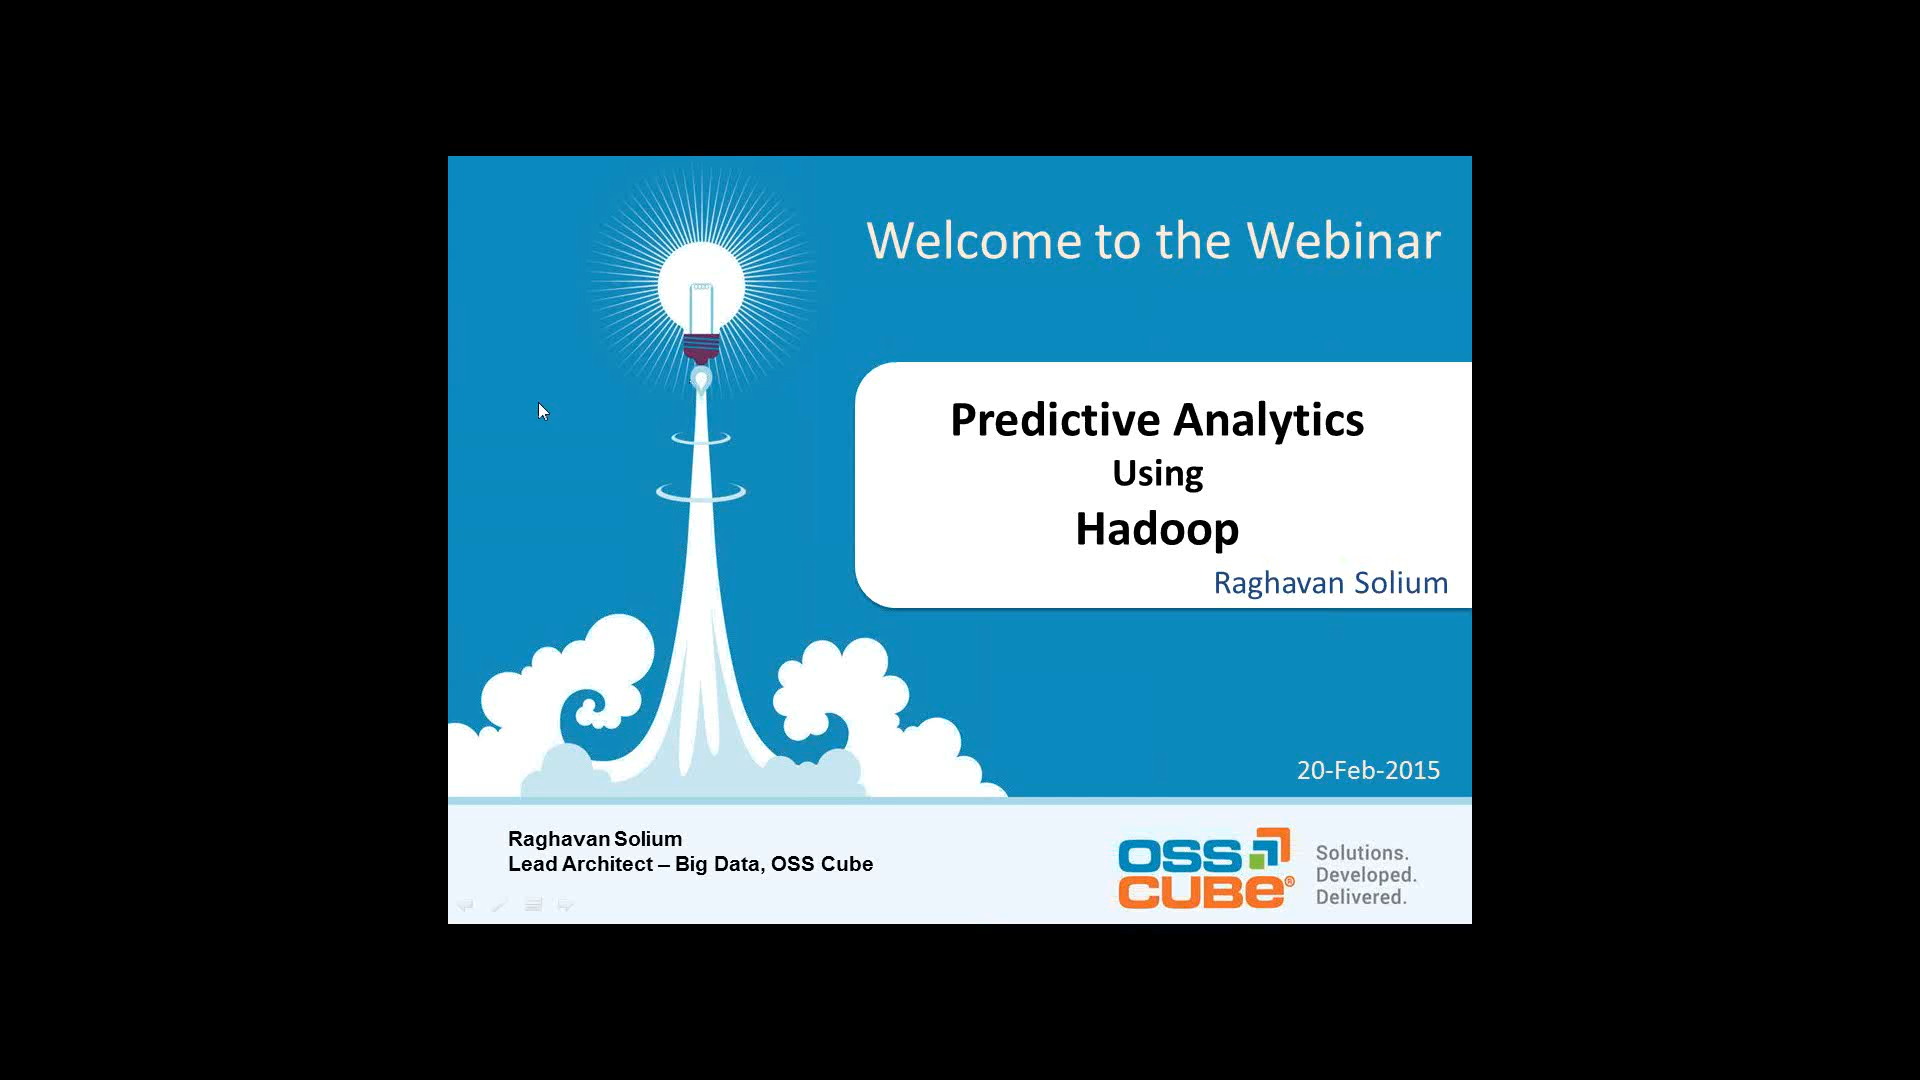 Welcome to the Webinar
Predictive Analytics
Using
Hadoop
Raghavan Solium
20-Feb-2015
Raghavan Solium
Lead Architect – Big Data, OSS Cube
OSS
CUBE®
Solutions.
Developed.
Delivered.